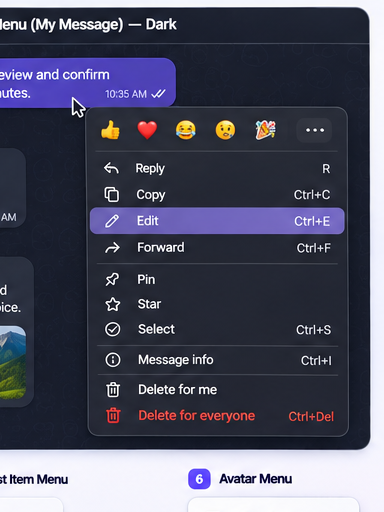 enu (My Message) — Dark
eview and confirm
nutes.
10:35 AM
Reply R
Copy Ctrl+C
Edit Ctrl+E
Forward Ctrl+F
AM
Pin
Star
Select Ctrl+S
Message info Ctrl+I
Delete for me
Delete for everyone Ctrl+Del
d
oice.
st Item Menu
6 Avatar Menu